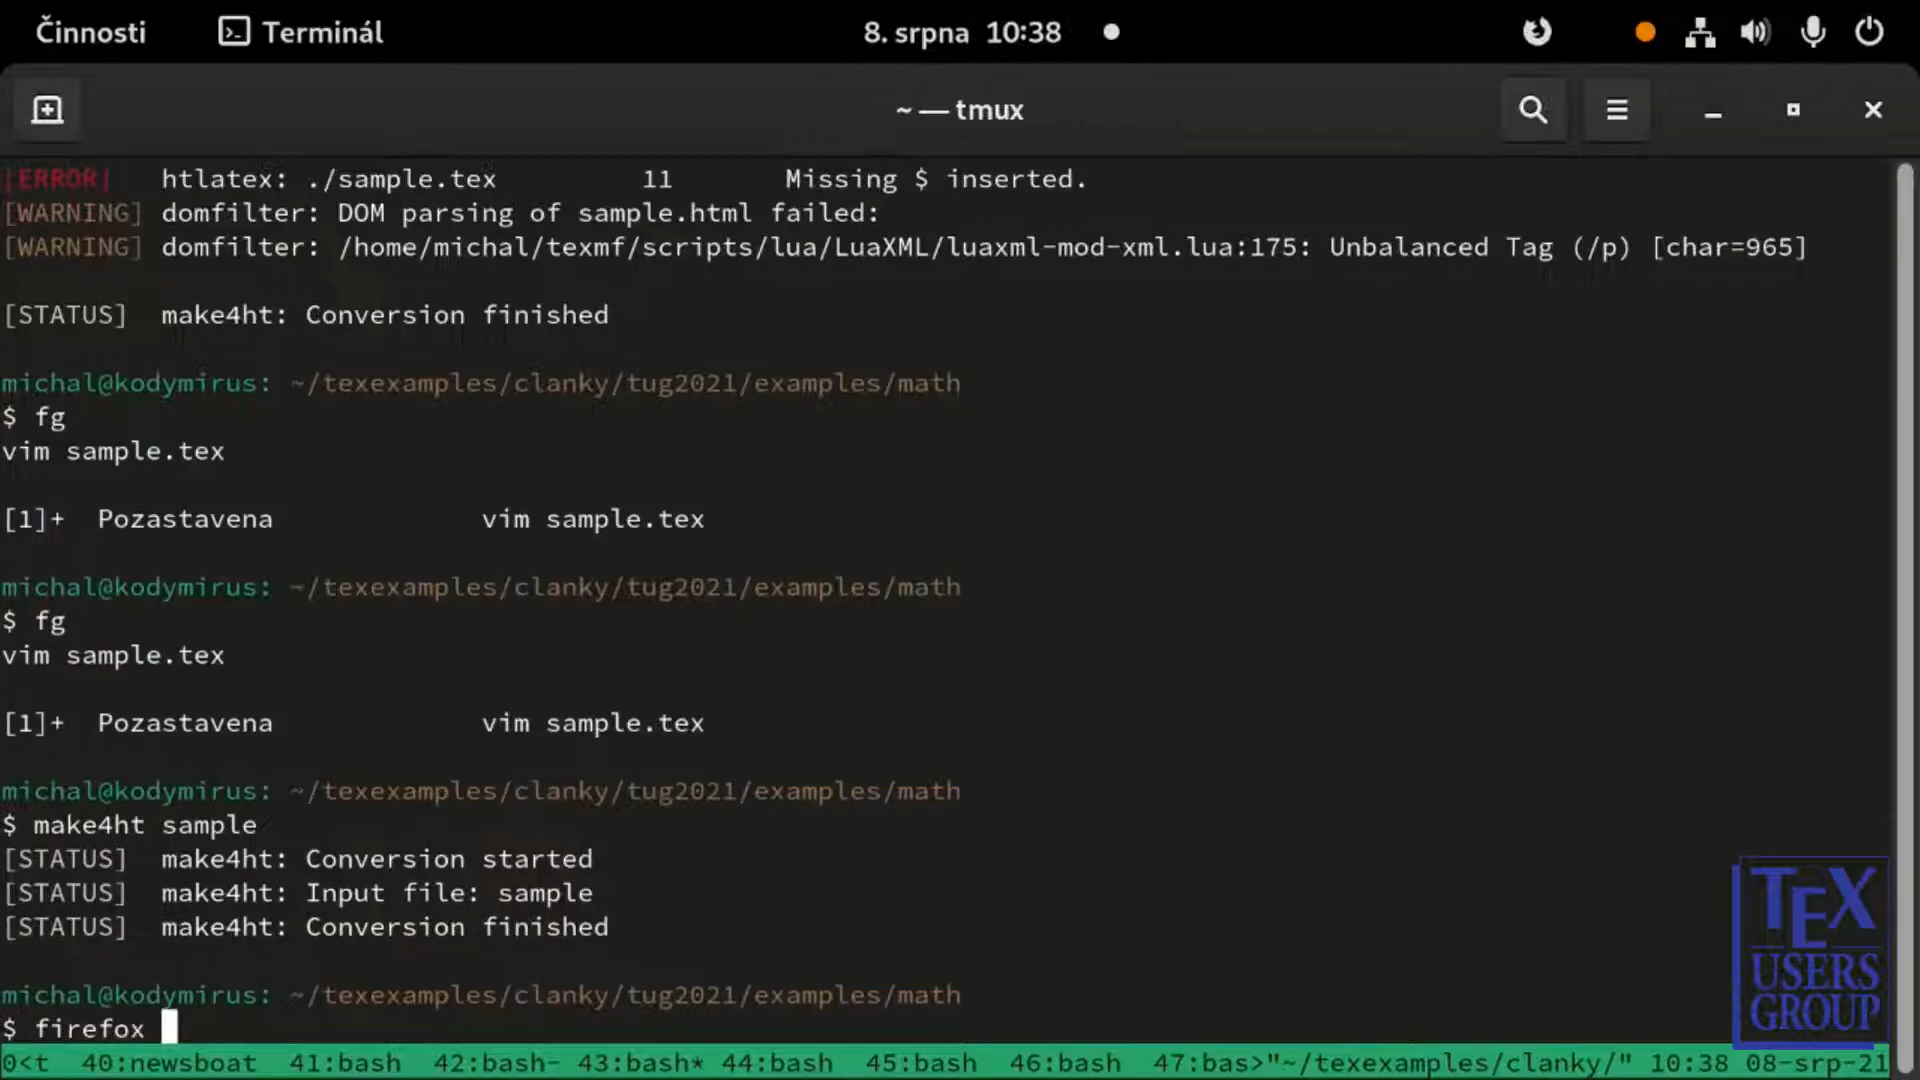 Činnosti Terminál 8. srpna 10:38
~ — tmux
|ERROR| htlatex: ./sample.tex 11 Missing $ inserted.
[WARNING] domfilter: DOM parsing of sample.html failed:
[WARNING] domfilter: /home/michal/texmf/scripts/lua/LuaXML/luaxml-mod-xml.lua:175: Unbalanced Tag (/p) [char=965]
[STATUS] make4ht: Conversion finished
michal@kodymirus: ~/texexamples/clanky/tug2021/examples/math
$ fg
vim sample.tex
[1]+ Pozastavena vim sample.tex
michal@kodymirus: ~/texexamples/clanky/tug2021/examples/math
$ fg
vim sample.tex
[1]+ Pozastavena vim sample.tex
michal@kodymirus: ~/texexamples/clanky/tug2021/examples/math
$ make4ht sample
[STATUS] make4ht: Conversion started
[STATUS] make4ht: Input file: sample
[STATUS] make4ht: Conversion finished
michal@kodymirus: ~/texexamples/clanky/tug2021/examples/math
$ firefox
0<t 40:newsboat 41:bash 42:bash- 43:bash* 44:bash 45:bash 46:bash 47:bas>"~/texexamples/clanky/" 10:38 08-srp-21
TEX
USERS
GROUP